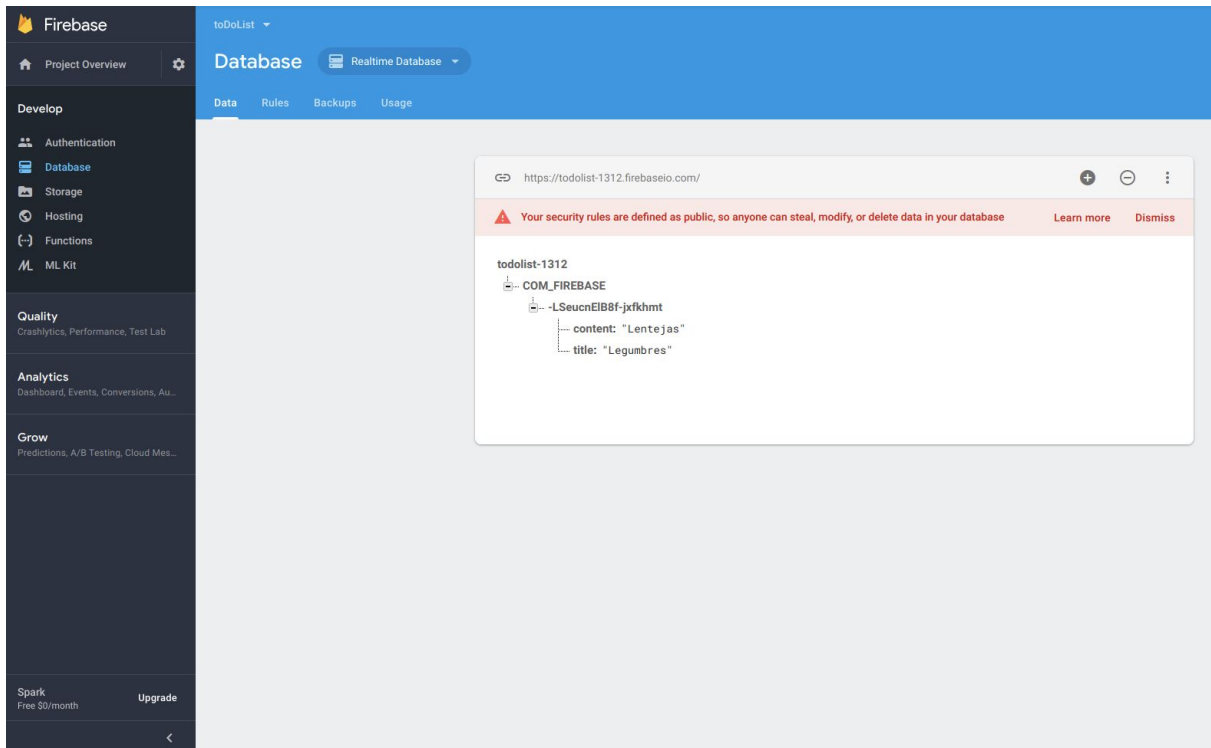 Firebase
toDoList
Project Overview
Database
Realtime Database
Data Rules Backups Usage
Develop
Authentication
Database
Storage
Hosting
Functions
ML Kit
Quality
Crashlytics, Performance, Test Lab
Analytics
Dashboard, Events, Conversions, Au...
Grow
Predictions, A/B Testing, Cloud Mes...
Spark
Free $0/month
Upgrade
https://todolist-1312.firebaseio.com/
Your security rules are defined as public, so anyone can steal, modify, or delete data in your database Learn more Dismiss
todolist-1312
COM_FIREBASE
-LSeucnElB8f-jxfkhmt
content: "Lentejas"
title: "Legumbres"